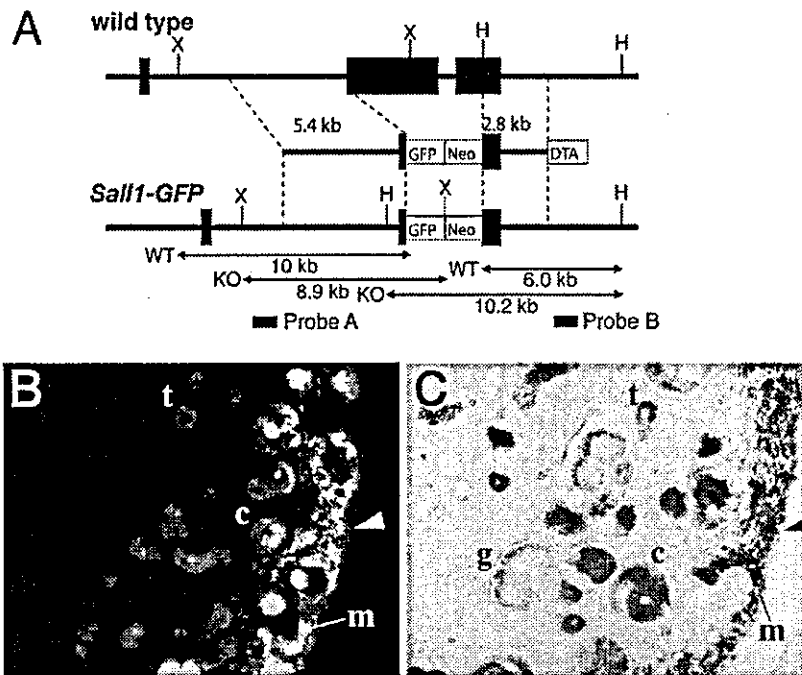 A
wild type
X X H H
5.4 kb 2.8 kb
GFP Neo DTA
Sall1-GFP
X H X H
GFP Neo
WT 10 kb WT 6.0 kb
KO 8.9 kb KO 10.2 kb
Probe A Probe B
B
t
c
m
C
t
g
c
m